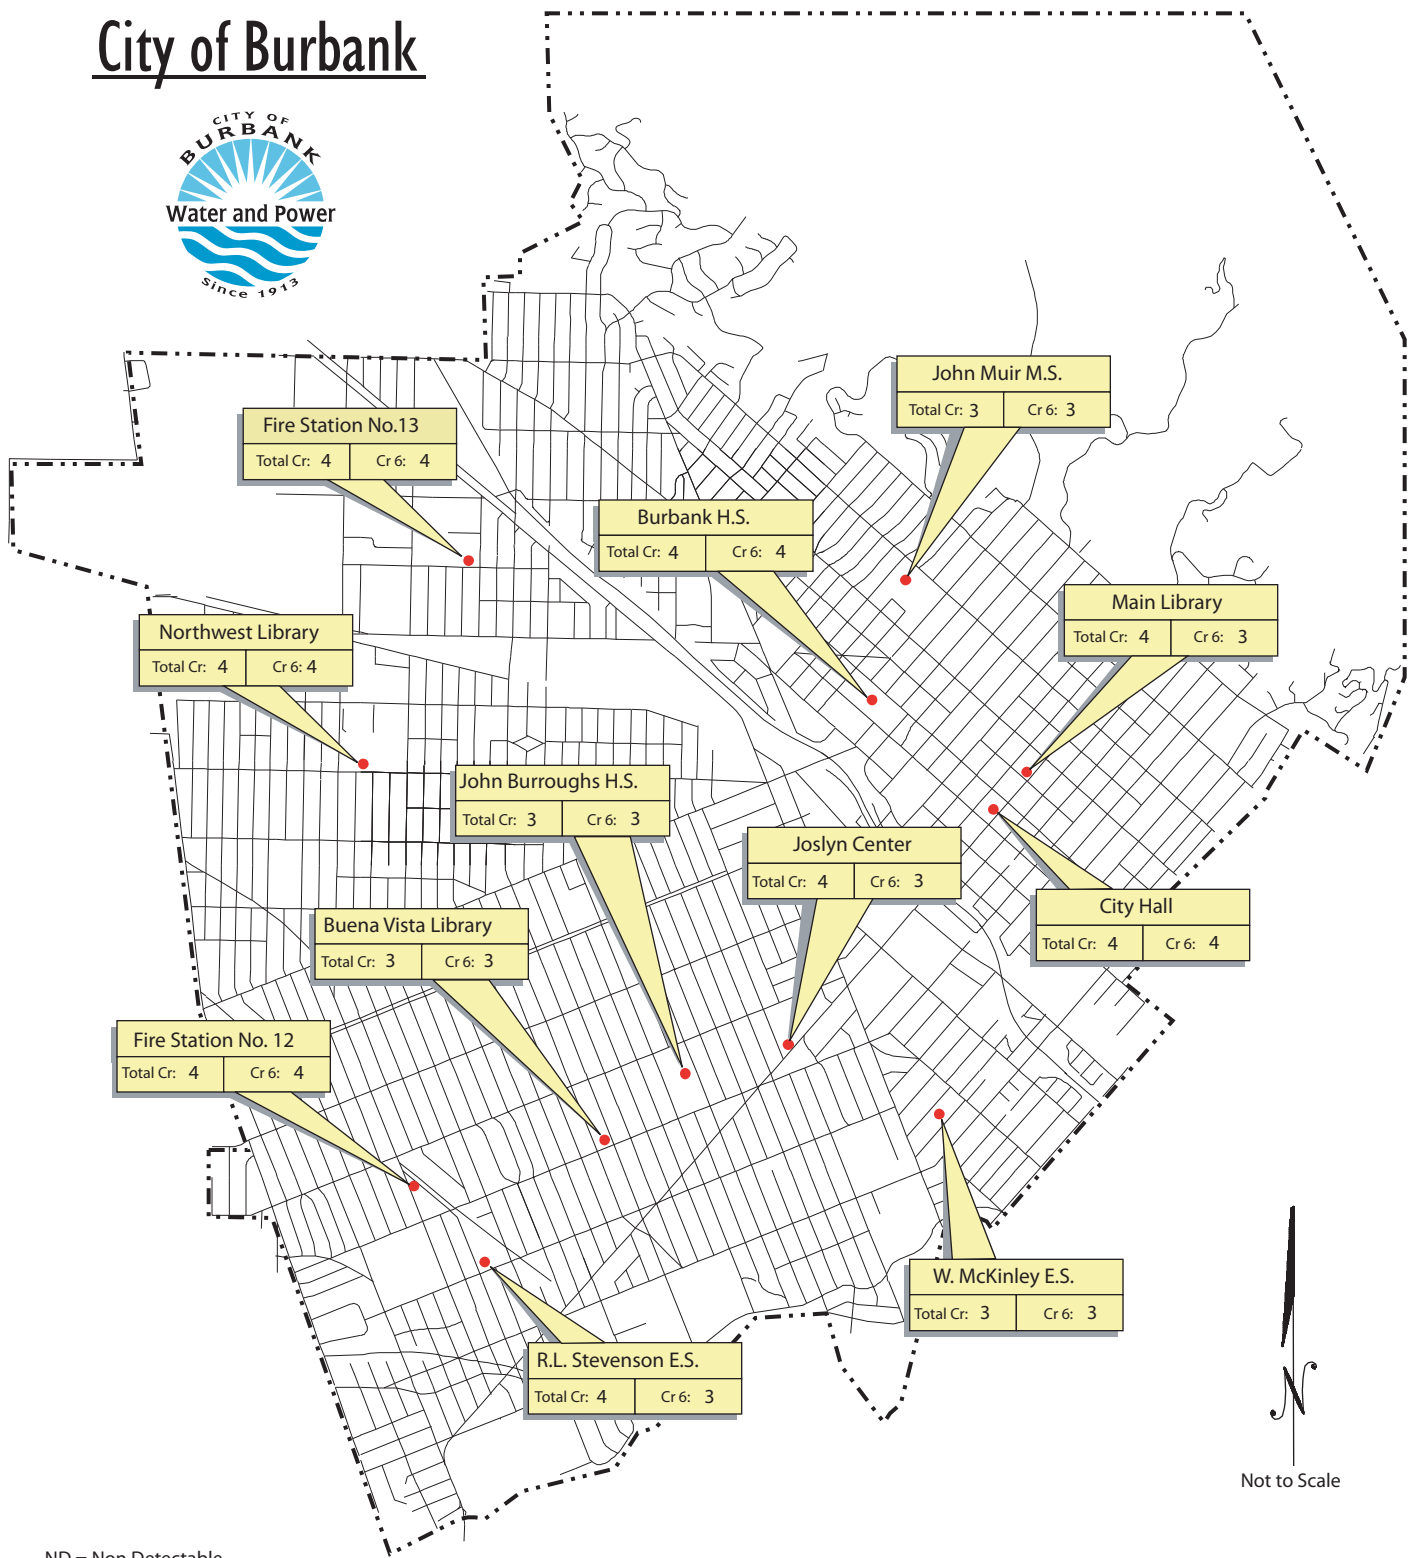 City of Burbank
CITY OF
BURBANK
Water and Power
Since 1913
John Muir M.S.
Total Cr: 3 Cr 6: 3
Fire Station No.13
Total Cr: 4 Cr 6: 4
Burbank H.S.
Total Cr: 4 Cr 6: 4
Main Library
Total Cr: 4 Cr 6: 3
Northwest Library
Total Cr: 4 Cr 6: 4
John Burroughs H.S.
Total Cr: 3 Cr 6: 3
Joslyn Center
Total Cr: 4 Cr 6: 3
City Hall
Total Cr: 4 Cr 6: 4
Buena Vista Library
Total Cr: 3 Cr 6: 3
Fire Station No. 12
Total Cr: 4 Cr 6: 4
W. McKinley E.S.
Total Cr: 3 Cr 6: 3
R.L. Stevenson E.S.
Total Cr: 4 Cr 6: 3
N
Not to Scale
ND = Non Detectable